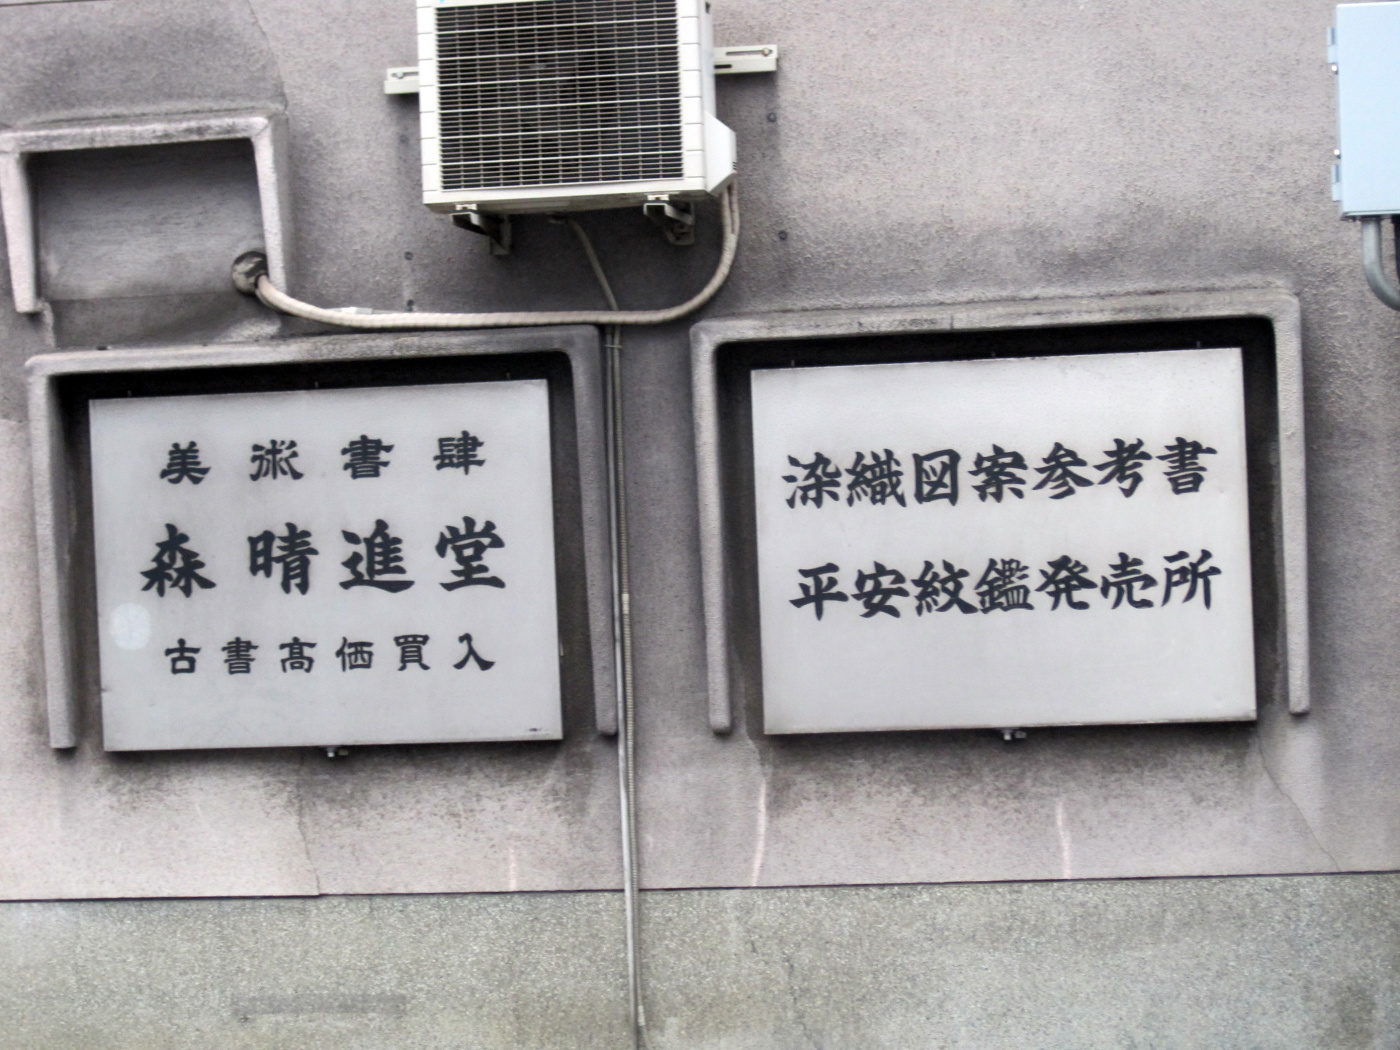 美術書肆
森晴進堂
古書髙価買入
染織図案参考書
平安紋鑑発売所